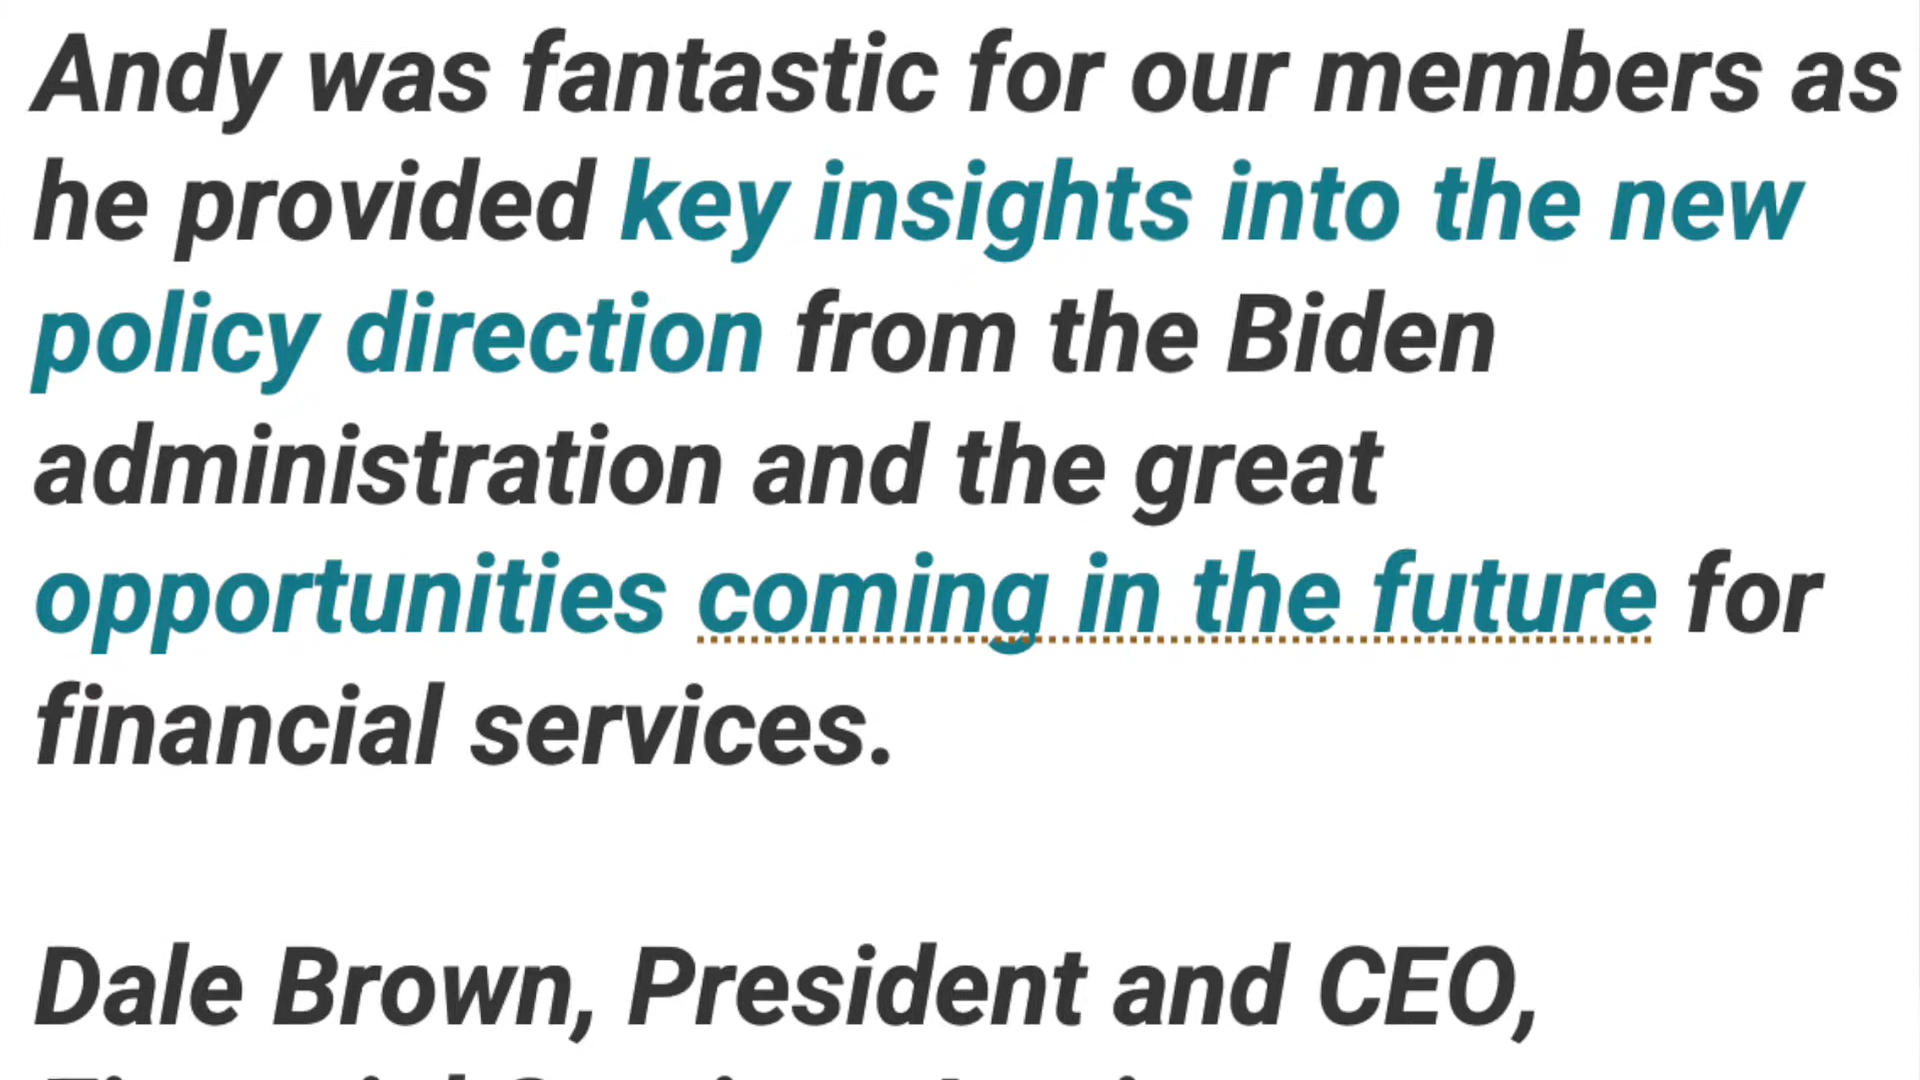 Andy was fantastic for our members as
he provided key insights into the new
policy direction from the Biden
administration and the great
opportunities coming in the future for
financial services.
Dale Brown, President and CEO,